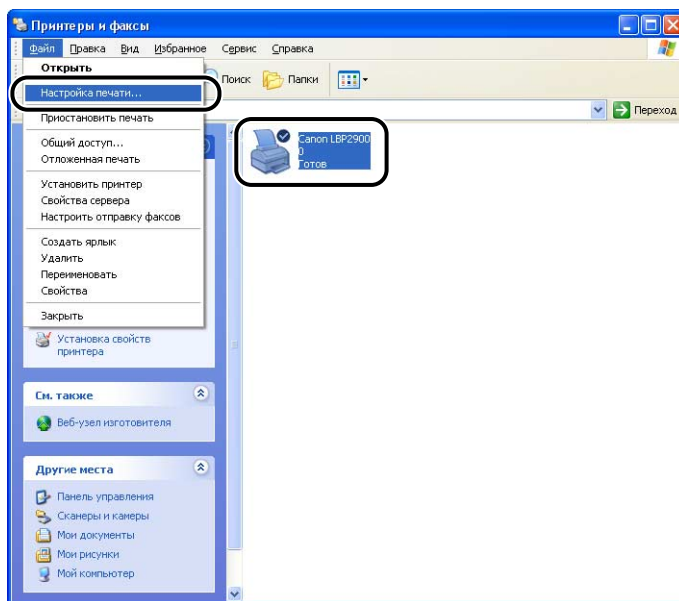 Принтеры и факсы
Файл Правка Вид Избранное Сервис Справка
Открыть
Настройка печати...
Поиск Папки
Приостановить печать
Переход
Общий доступ...
Отложенная печать
Canon LBP2900
0
Готов
Установить принтер
Свойства сервера
Настроить отправку факсов
Создать ярлык
Удалить
Переименовать
Свойства
Закрыть
Установка свойств
принтера
См. также
Веб-узел изготовителя
Другие места
Панель управления
Сканеры и камеры
Мои документы
Мои рисунки
Мой компьютер